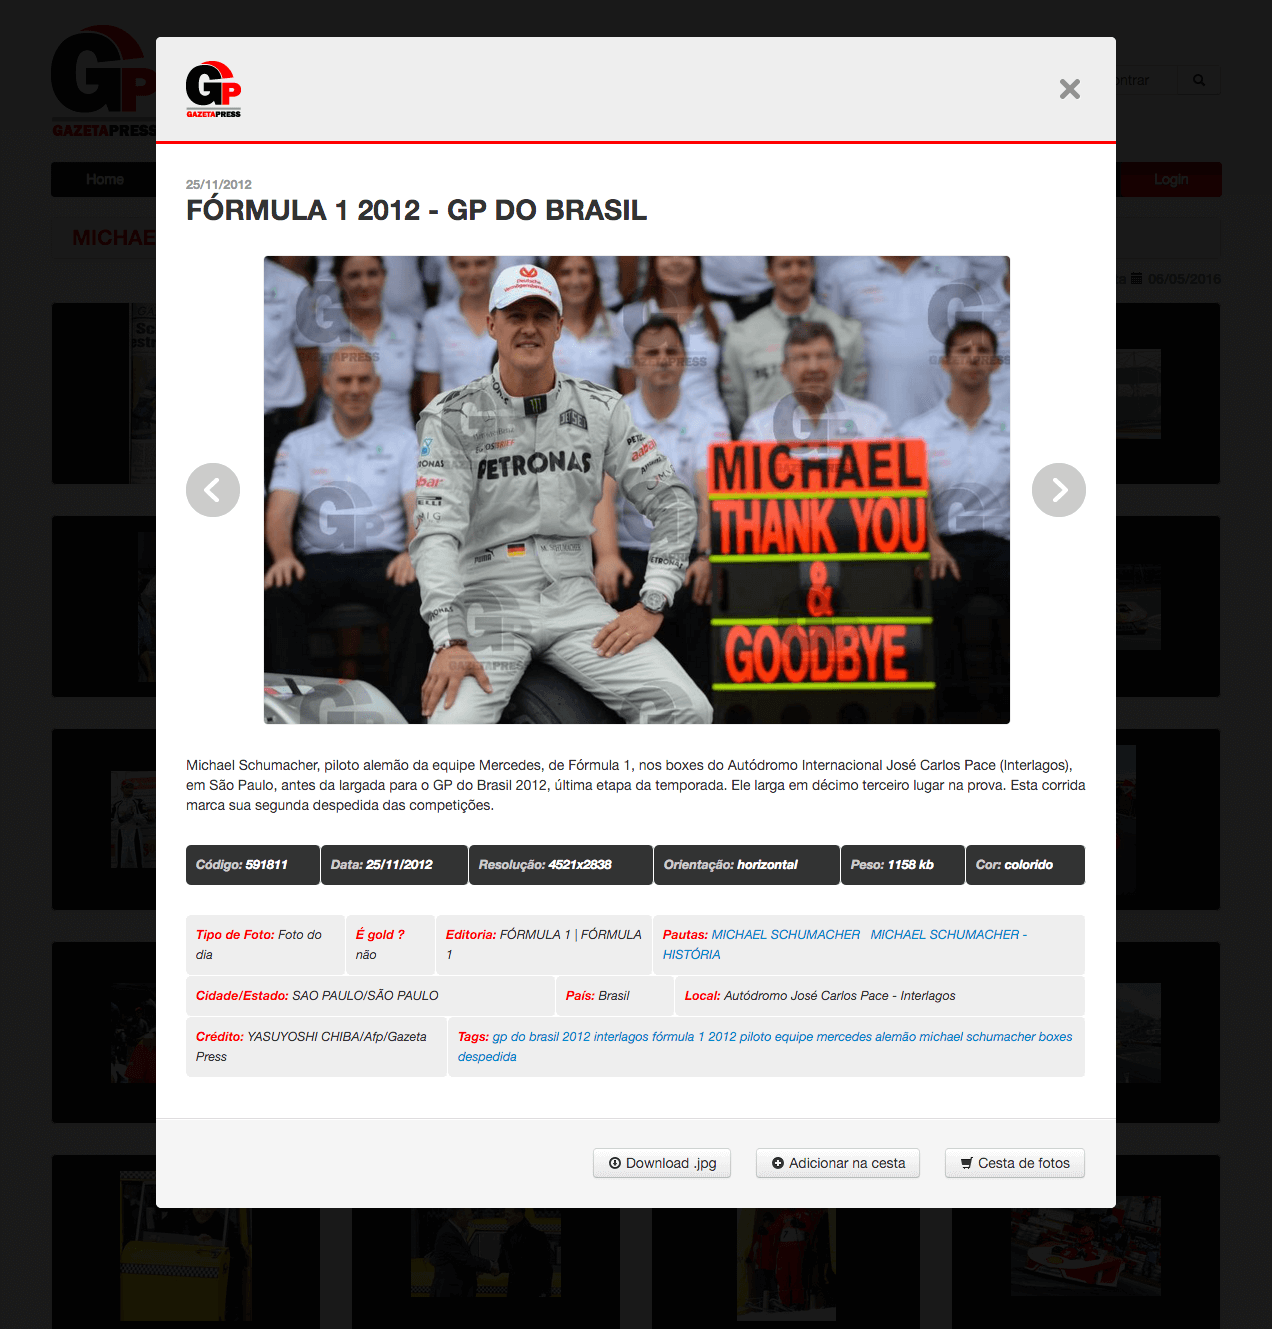 GP
GAZETAPRESS
ntrar
Home
Login
MICHAE
06/05/2016
GP
GAZETAPRESS
25/11/2012
FÓRMULA 1 2012 - GP DO BRASIL
Deutsche
Vermögensberatung
PETRONAS
MICHAEL
THANK YOU
&
GOODBYE
Michael Schumacher, piloto alemão da equipe Mercedes, de Fórmula 1, nos boxes do Autódromo Internacional José Carlos Pace (Interlagos),
em São Paulo, antes da largada para o GP do Brasil 2012, última etapa da temporada. Ele larga em décimo terceiro lugar na prova. Esta corrida
marca sua segunda despedida das competições.
Código: 591811 Data: 25/11/2012 Resolução: 4521x2838 Orientação: horizontal Peso: 1158 kb Cor: colorido
Tipo de Foto: Foto do
dia
É gold ?
não
Editoria: FÓRMULA 1 | FÓRMULA
1
Pautas: MICHAEL SCHUMACHER MICHAEL SCHUMACHER -
HISTÓRIA
Cidade/Estado: SAO PAULO/SÃO PAULO País: Brasil Local: Autódromo José Carlos Pace - Interlagos
Crédito: YASUYOSHI CHIBA/Afp/Gazeta
Press
Tags: gp do brasil 2012 interlagos fórmula 1 2012 piloto equipe mercedes alemão michael schumacher boxes
despedida
Download .jpg Adicionar na cesta Cesta de fotos